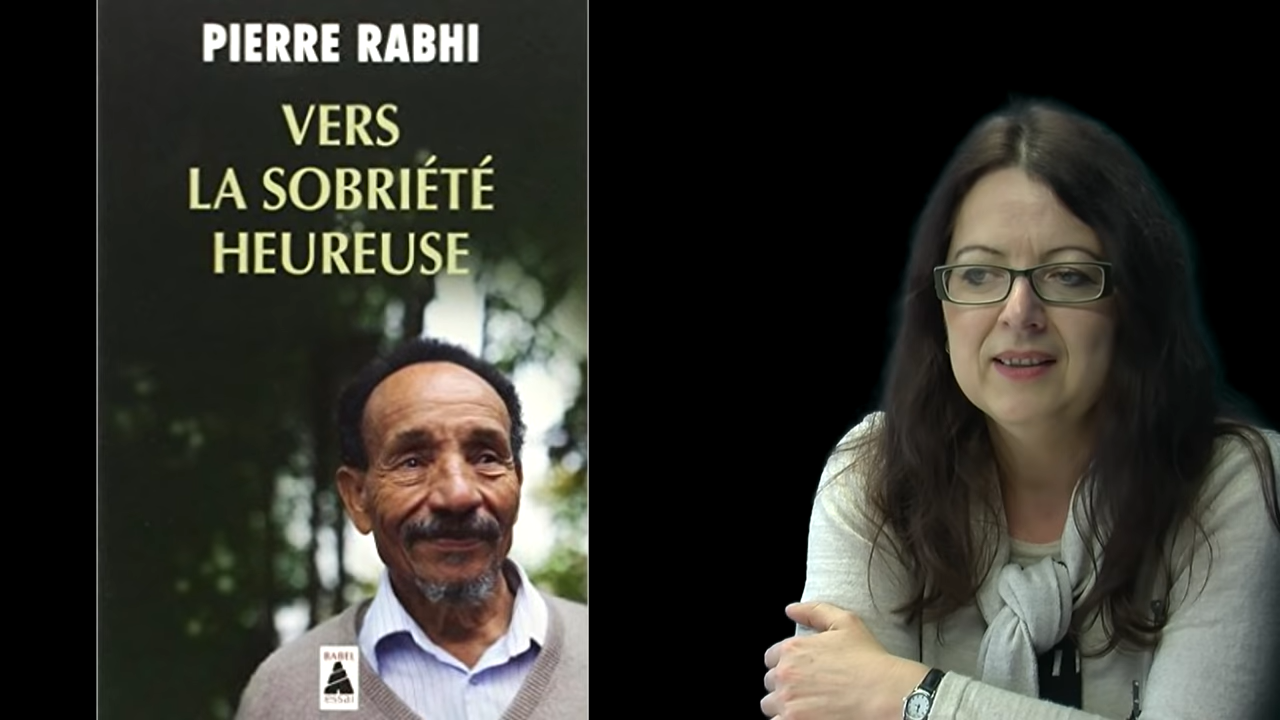 PIERRE RABHI
VERS
LA SOBRIÉTÉ
HEUREUSE
BABEL
essai